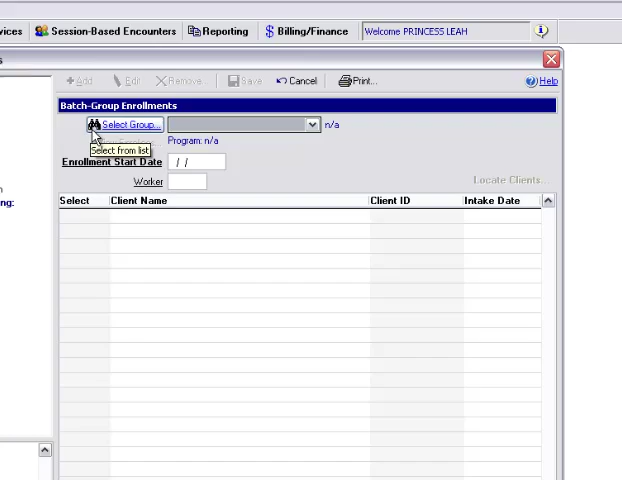 vices Session-Based Encounters Reporting $ Billing/Finance Welcome PRINCESS LEAH
s
Add Edit Remove... Save Cancel Print... Help
Batch-Group Enrollments
Select Group... n/a
Program: n/a
Select from list
Enrollment Start Date / /
Worker
Locate Clients...
n
ng:
Select Client Name Client ID Intake Date